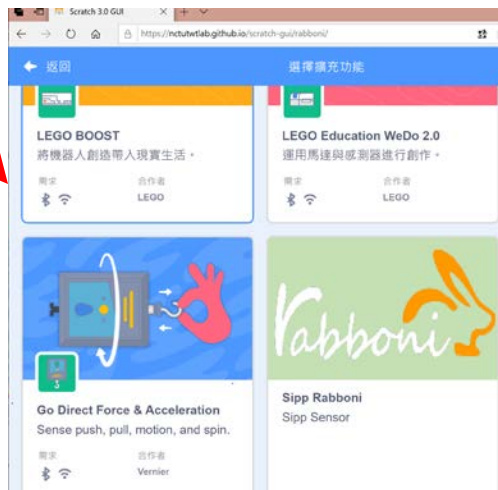 Scratch 3.0 GUI
https://nctutwtlab.github.io/scratch-gui/rabboni/
返回
選擇擴充功能
LEGO BOOST
將機器人創造帶入現實生活。
需求 合作者
LEGO
LEGO Education WeDo 2.0
運用馬達與感測器進行創作。
需求 合作者
LEGO
Go Direct Force & Acceleration
Sense push, pull, motion, and spin.
需求 合作者
Vernier
rabboni
Sipp Rabboni
Sipp Sensor